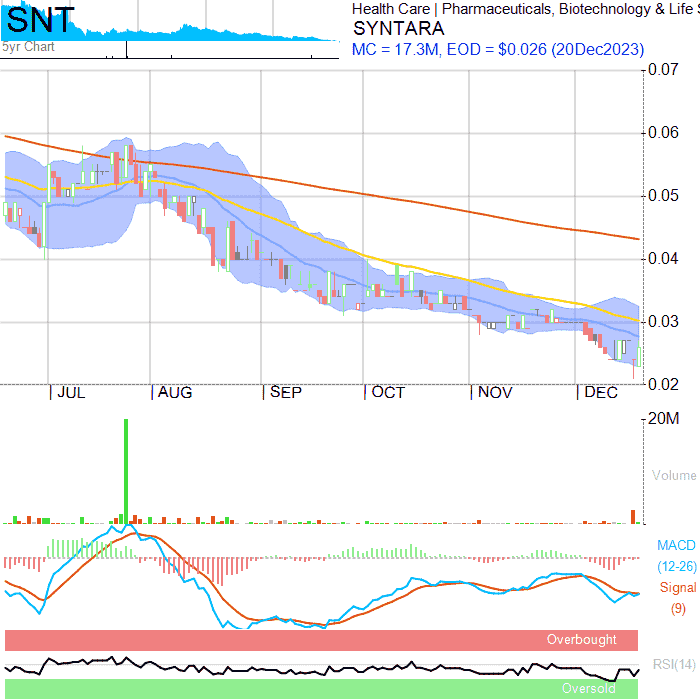 SNT
5yr Chart
Health Care | Pharmaceuticals, Biotechnology & Life S
SYNTARA
MC = 17.3M, EOD = $0.026 (20Dec2023)
0.07
0.06
0.05
0.04
0.03
0.02
JUL AUG SEP OCT NOV DEC
20M
Volume
MACD
(12-26)
Signal
(9)
Overbought
RSI(14)
Oversold